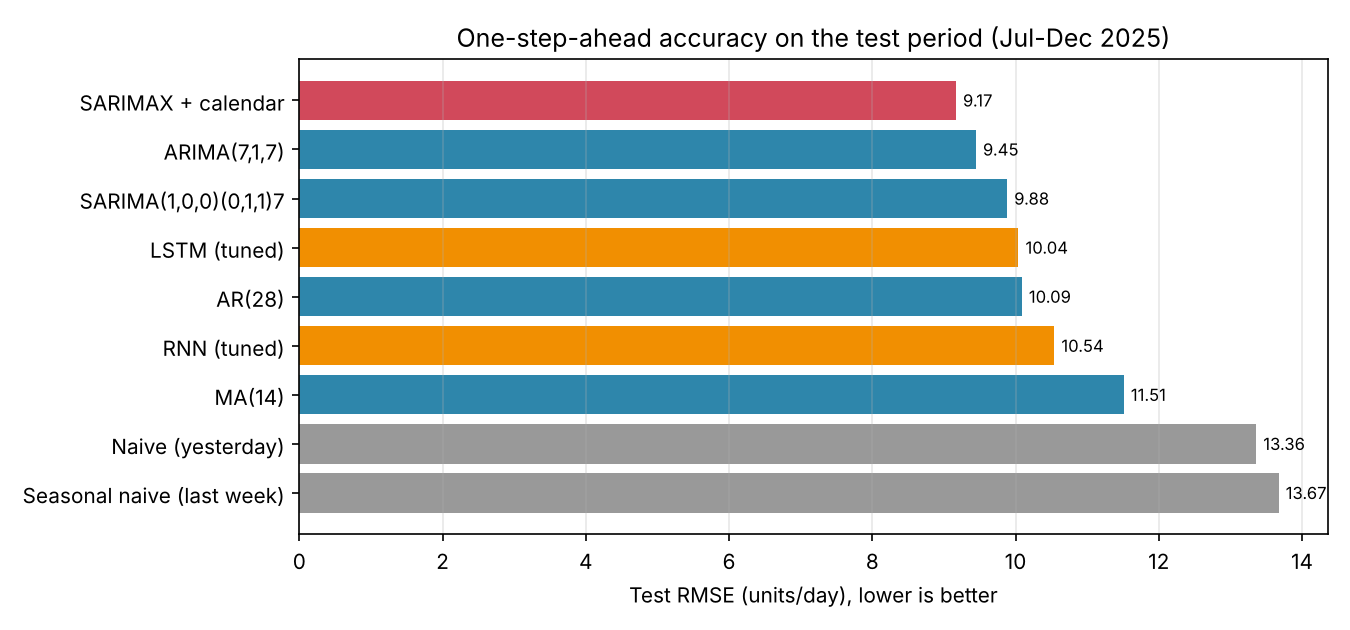 One-step-ahead accuracy on the test period (Jul-Dec 2025)
SARIMAX + calendar 9.17
ARIMA(7,1,7) 9.45
SARIMA(1,0,0)(0,1,1)7 9.88
LSTM (tuned) 10.04
AR(28) 10.09
RNN (tuned) 10.54
MA(14) 11.51
Naive (yesterday) 13.36
Seasonal naive (last week) 13.67
0 2 4 6 8 10 12 14
Test RMSE (units/day), lower is better